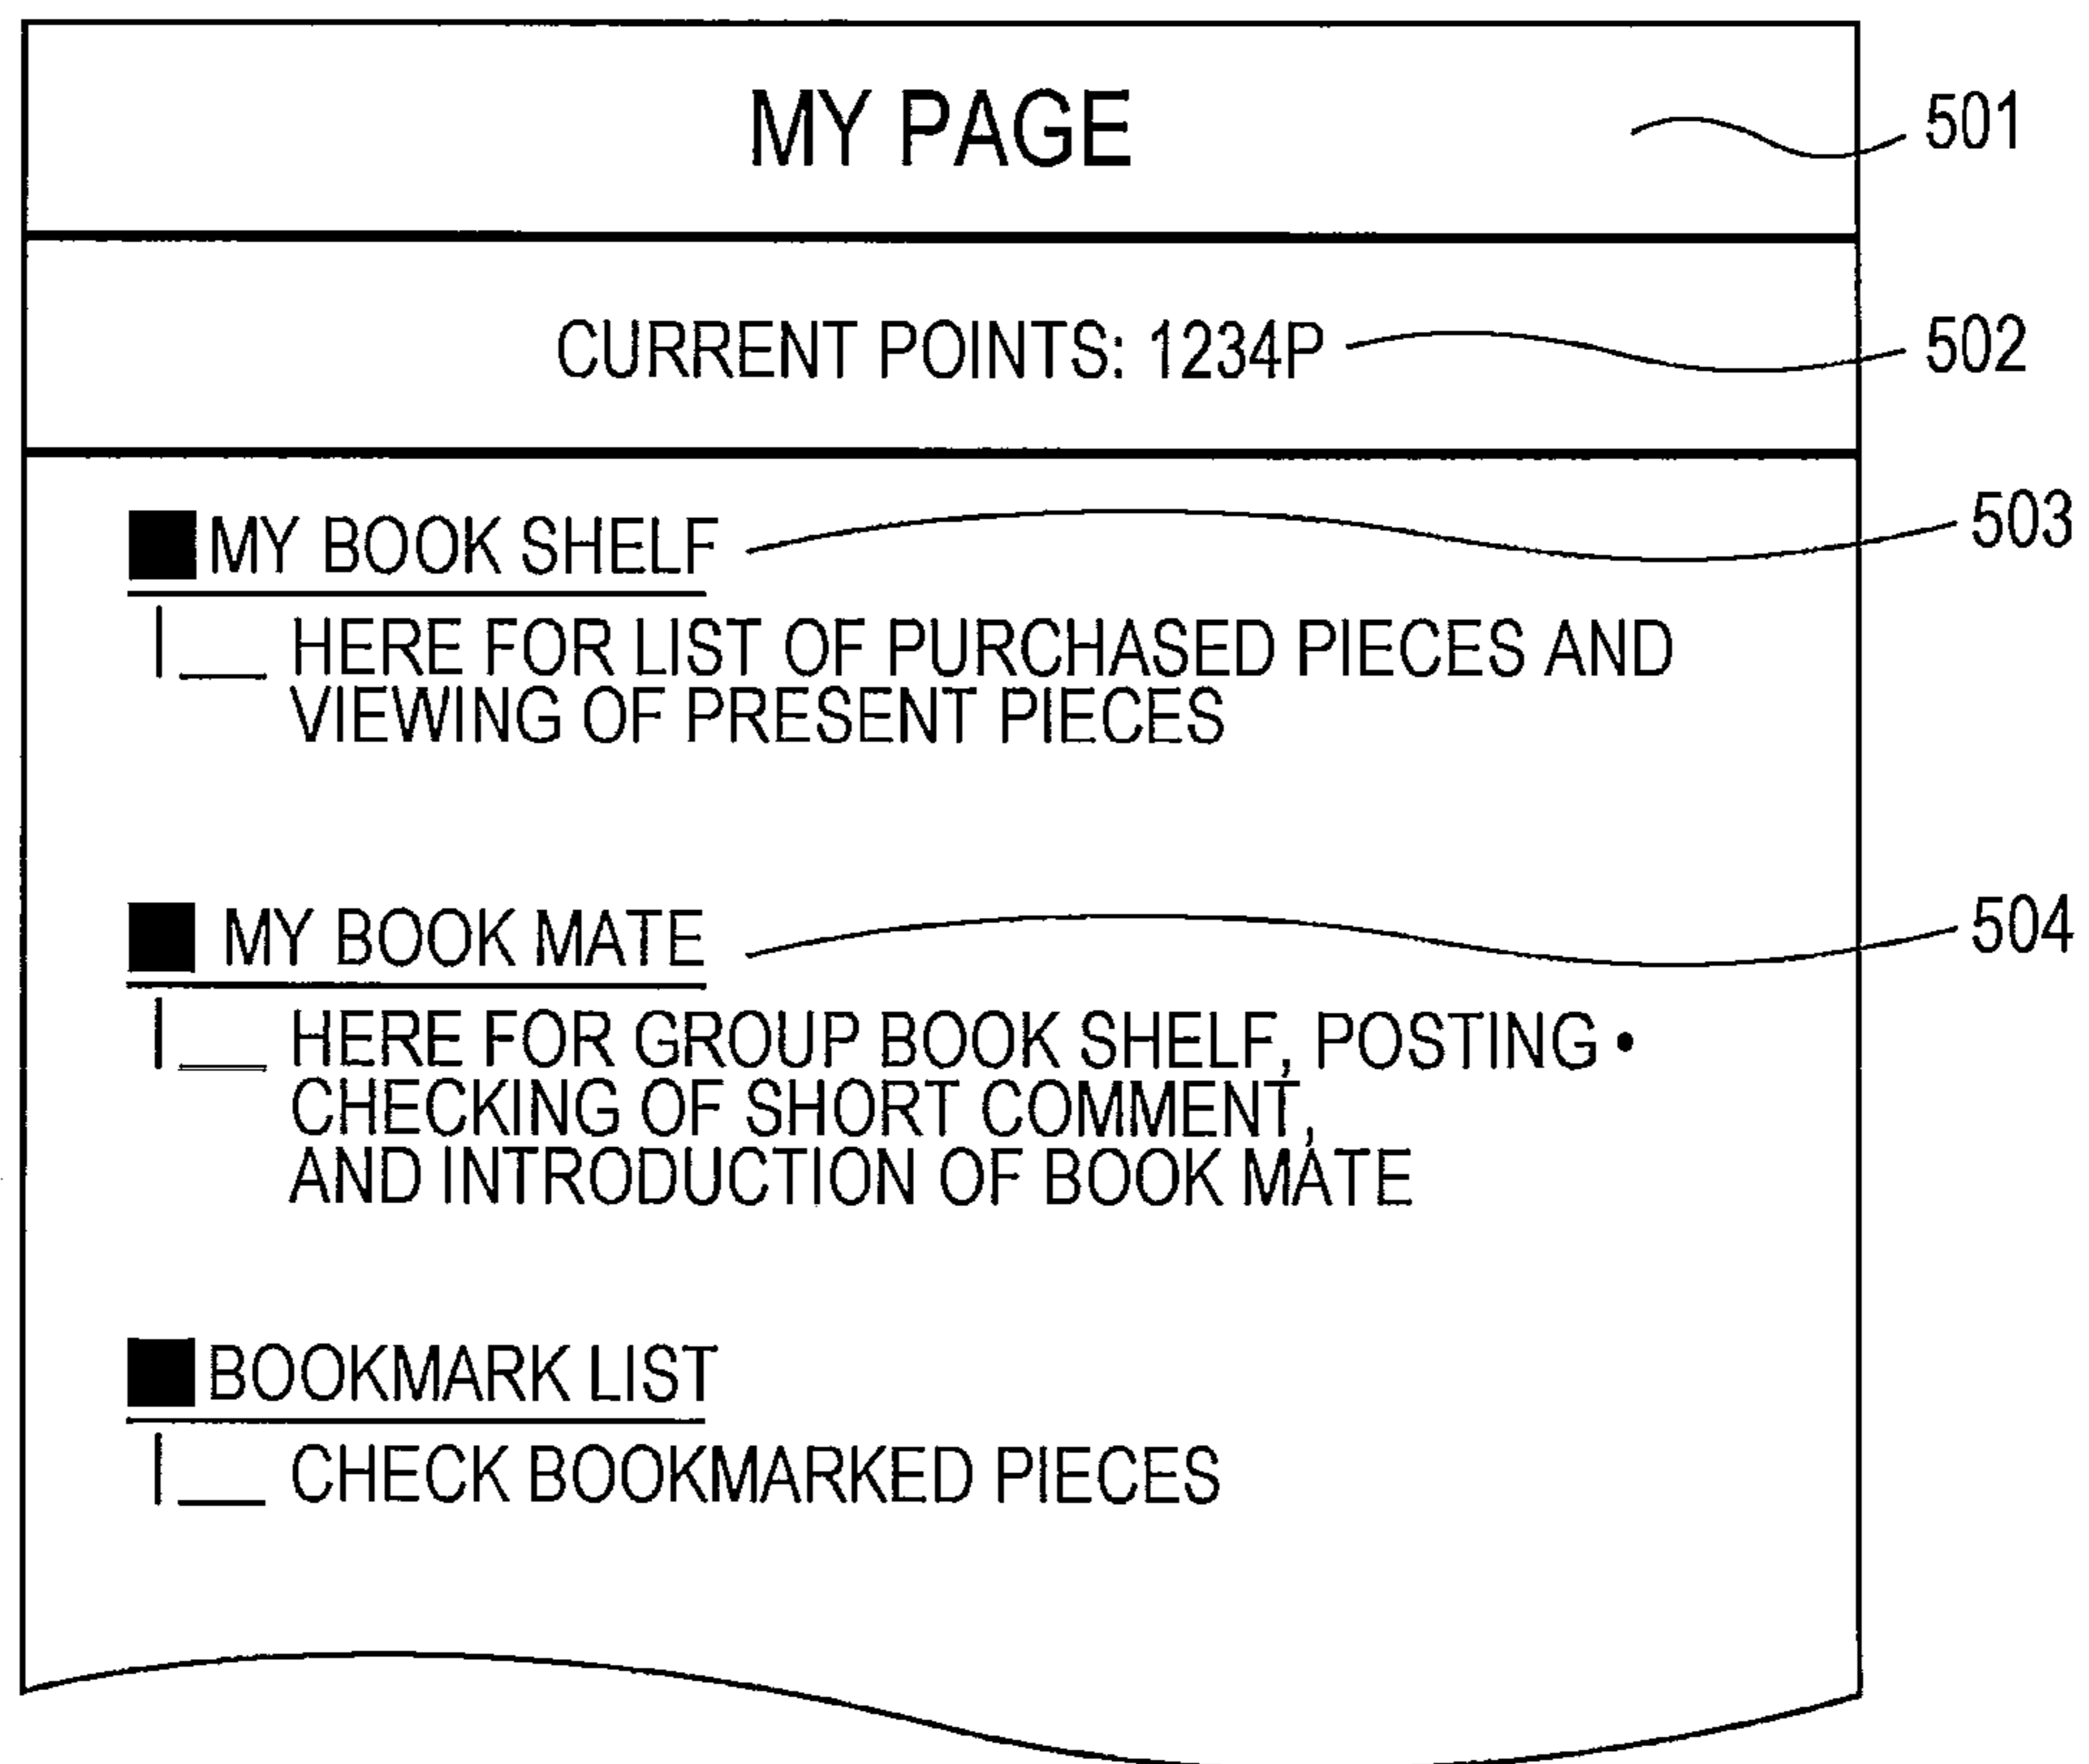 MY PAGE
501
CURRENT POINTS: 1234P
502
MY BOOK SHELF
503
HERE FOR LIST OF PURCHASED PIECES AND
VIEWING OF PRESENT PIECES
MY BOOK MATE
504
HERE FOR GROUP BOOK SHELF, POSTING •
CHECKING OF SHORT COMMENT,
AND INTRODUCTION OF BOOK MATE
BOOKMARK LIST
CHECK BOOKMARKED PIECES